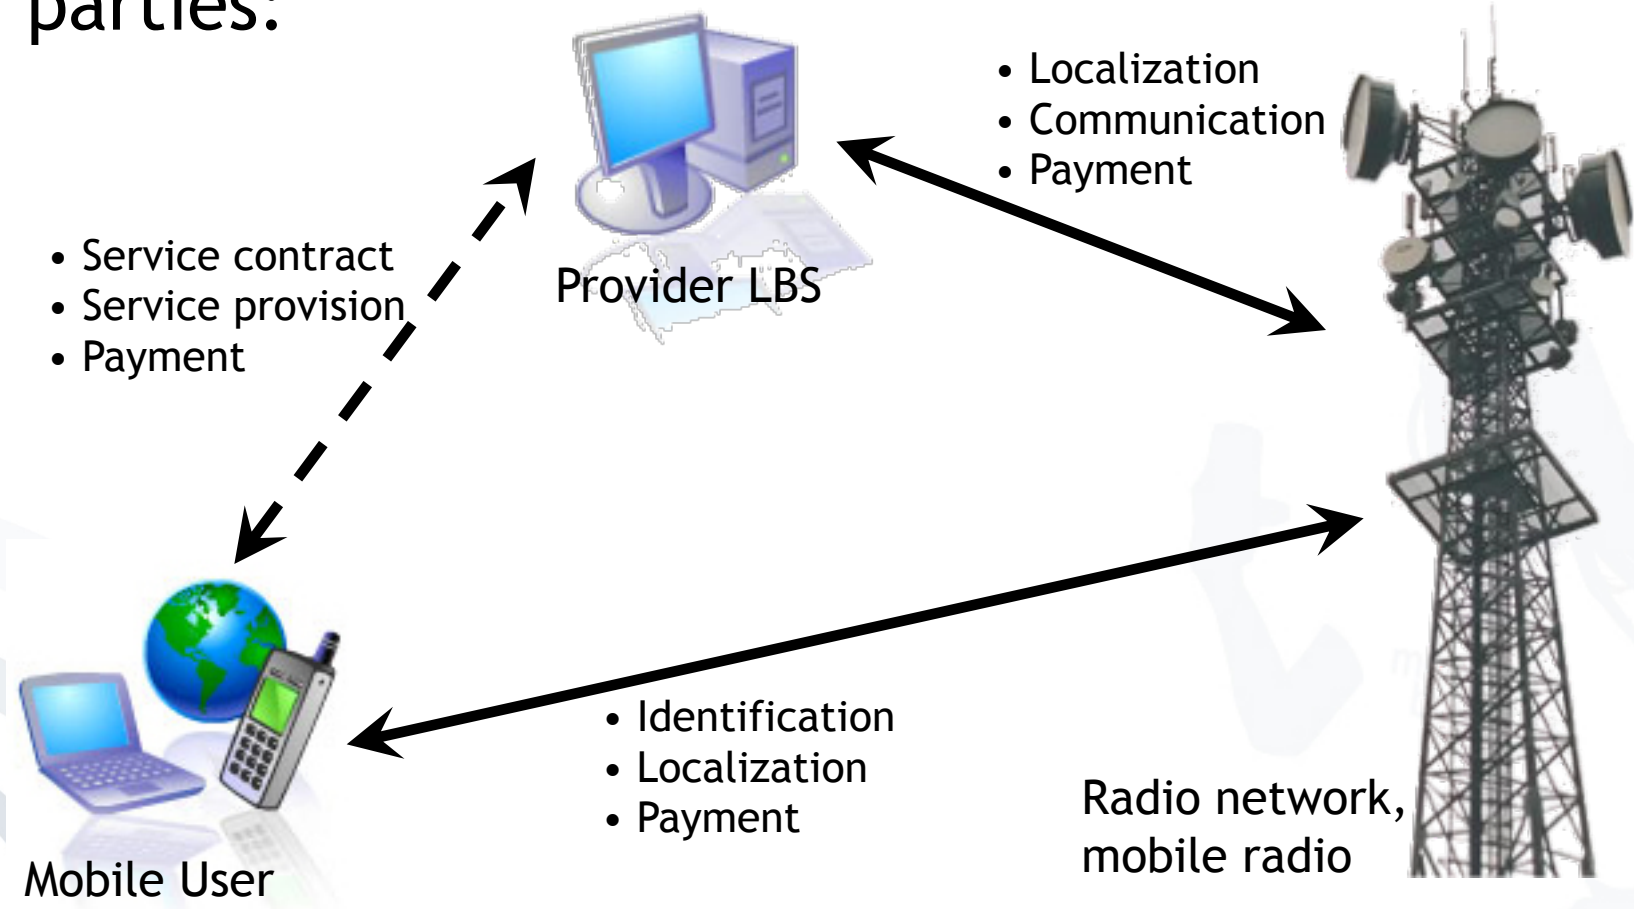 parties:
• Localization
• Communication
• Payment
• Service contract
• Service provision
• Payment
Provider LBS
• Identification
• Localization
• Payment
Radio network,
mobile radio
Mobile User